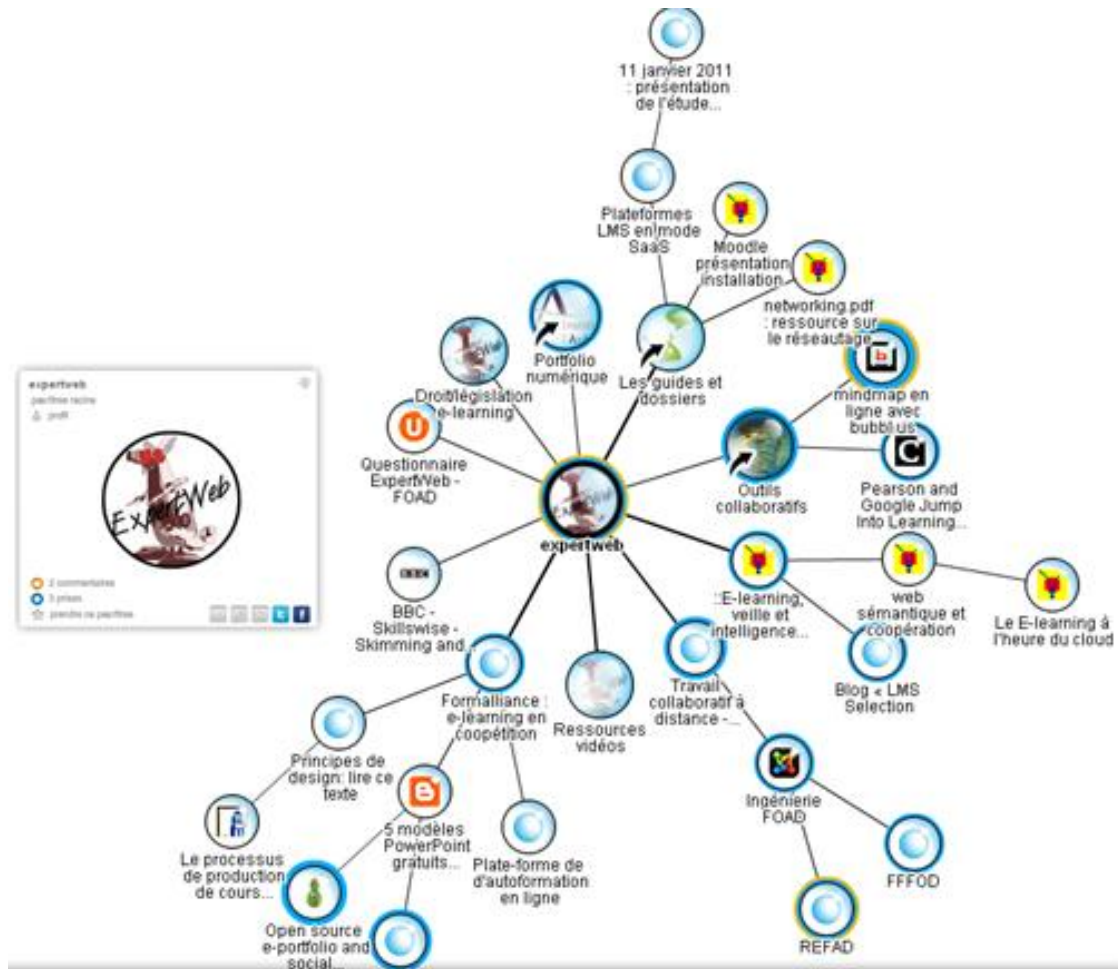 11 janvier 2011
: présentation
de l'étude...
Plateformes
LMS en mode
SaaS
Moodle
présentation
installation
networking.pdf
: ressource sur
le réseautage
Portfolio
numérique
Les guides et
dossiers
Droit/législation
e-learning
mindmap en
ligne avec
bubbl us
expertweb
pearltree racine
profil
ExpertWeb
2 commentaires
3 prises
prendre ce pearltree
Questionnaire
ExpertWeb -
FOAD
Outils
collaboratifs
Pearson and
Google Jump
Into Learning...
expertweb
BBC
BBC -
Skillswise -
Skimming and...
::E-learning,
veille et
intelligence...
web
sémantique et
coopération
Le E-learning à
l'heure du cloud
Formalliance :
e-learning en
coopétition
Ressources
vidéos
Travail
collaboratif à
distance -...
Blog « LMS
Selection
Principes de
design: lire ce
texte
Ingénierie
FOAD
5 modèles
PowerPoint
gratuits...
Plate-forme de
d'autoformation
en ligne
Le processus
de production
de cours...
FFFOD
Open source
e-portfolio and
social...
REFAD